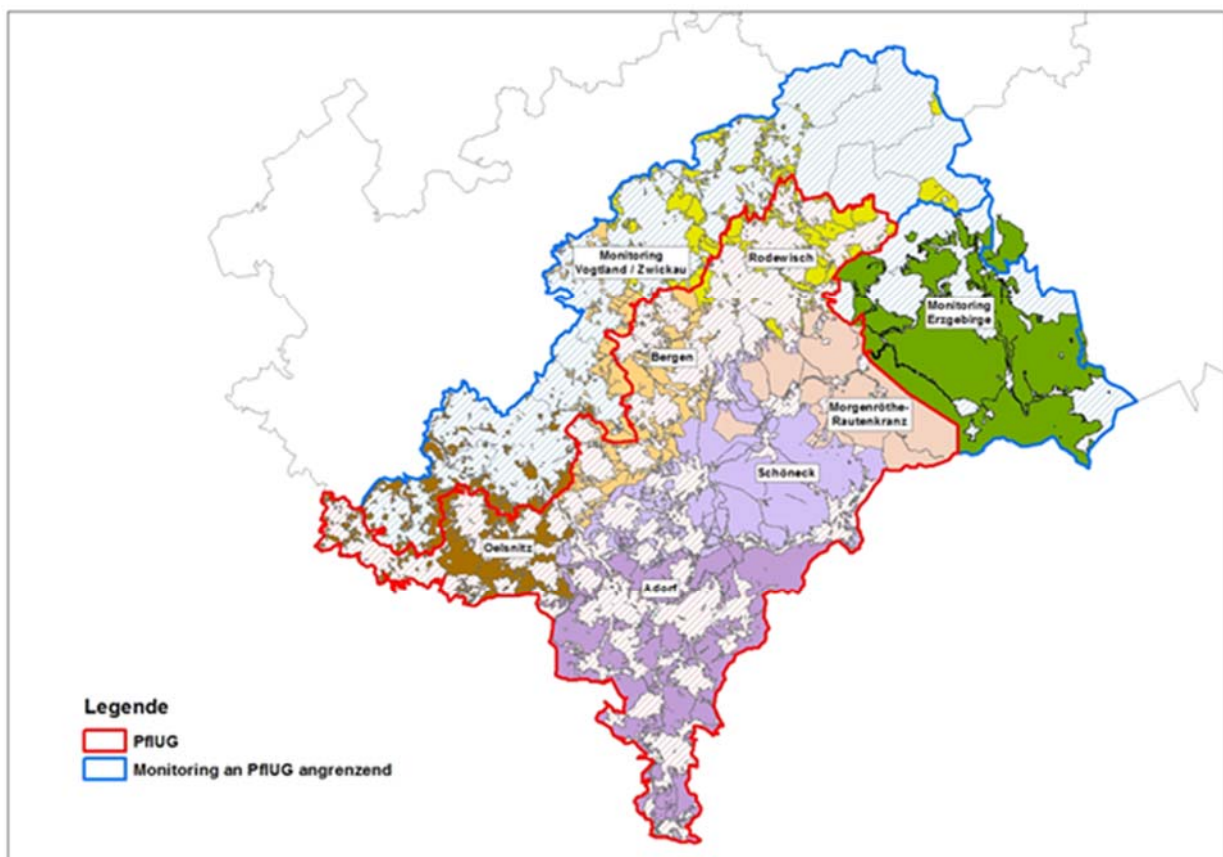 Monitoring
Vogtland / Zwickau
Rodewisch
Monitoring
Erzgebirge
Bergen
Morgenröthe-
Rautenkranz
Schöneck
Oelsnitz
Adorf
Legende
PflUG
Monitoring an PflUG angrenzend